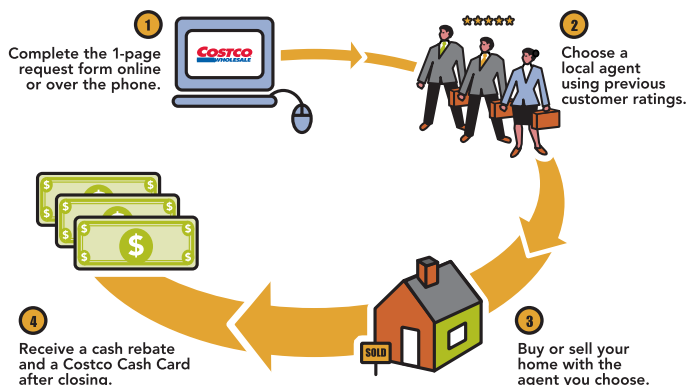 1
Complete the 1-page
request form online
or over the phone.
COSTCO
WHOLESALE
2
Choose a
local agent
using previous
customer ratings.
3
Buy or sell your
home with the
agent you choose.
SOLD
4
Receive a cash rebate
and a Costco Cash Card
after closing.
$ $ $
$ $ $
$ $ $ $ $